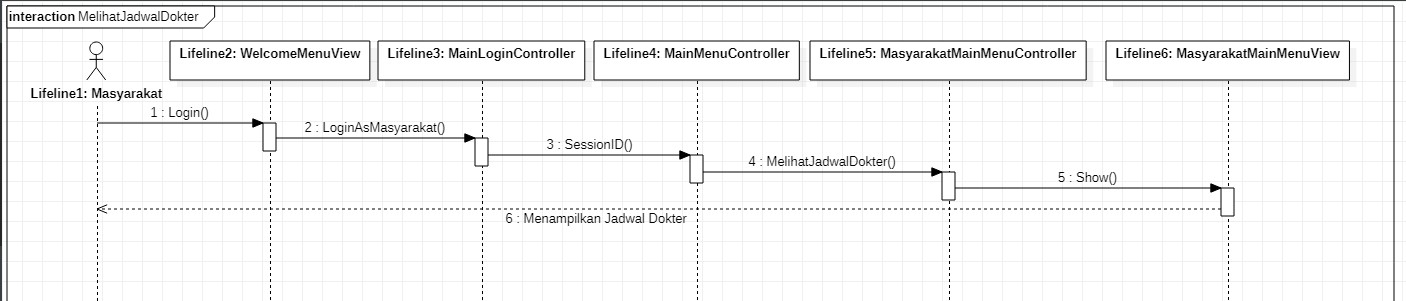 interaction MelihatJadwalDokter
Lifeline1: Masyarakat
Lifeline2: WelcomeMenuView
Lifeline3: MainLoginController
Lifeline4: MainMenuController
Lifeline5: MasyarakatMainMenuController
Lifeline6: MasyarakatMainMenuView
1 : Login()
2 : LoginAsMasyarakat()
3 : SessionID()
4 : MelihatJadwalDokter()
5 : Show()
6 : Menampilkan Jadwal Dokter